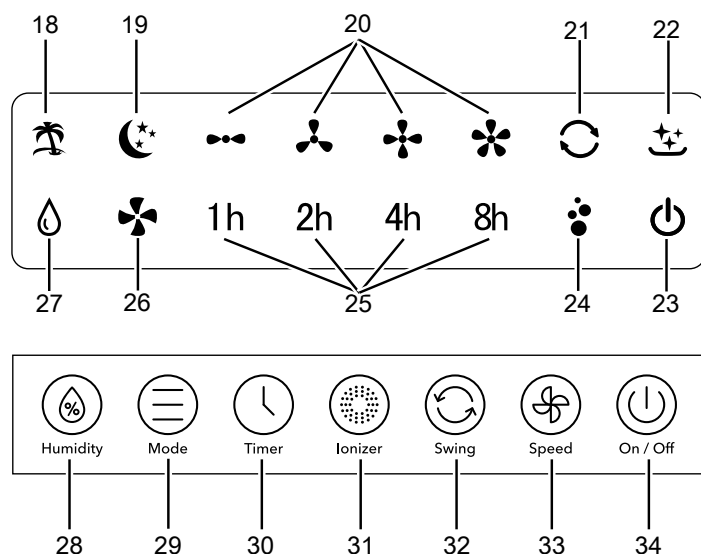 18 19 20 21 22
1h 2h 4h 8h
27 26 25 24 23
%
Humidity Mode Timer Ionizer Swing Speed On / Off
28 29 30 31 32 33 34